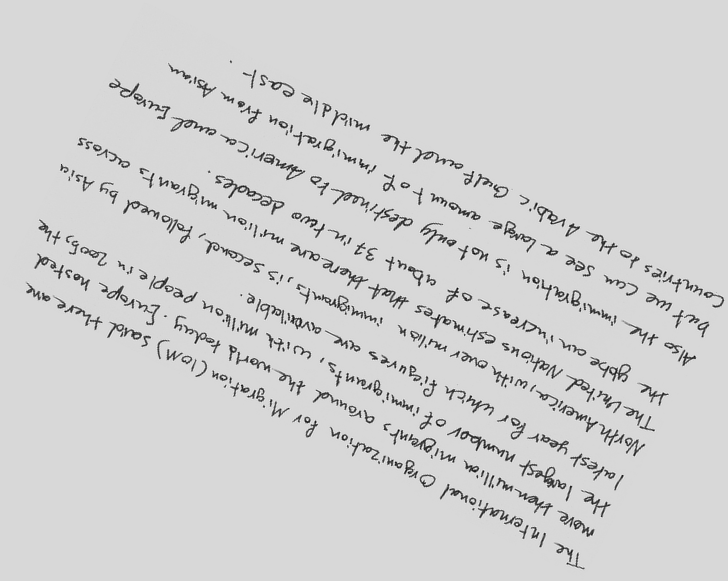 The International Organization for Migration (IOM) said there are
more then million migrants around the world today. Europe hosted
the largest number of immigrants, with million people in 2005, the
latest year for which figures are available.
North America, with over million immigrants, is second, followed by Asia
The United Nations estimates that there are million migrants across
the globe an increase of about 37 in two decades.
Also the immigration is not only destined to America and Europe
but we can see a large amount of immigration from Asian
Countries to the Arabic Gulf and the middle east.